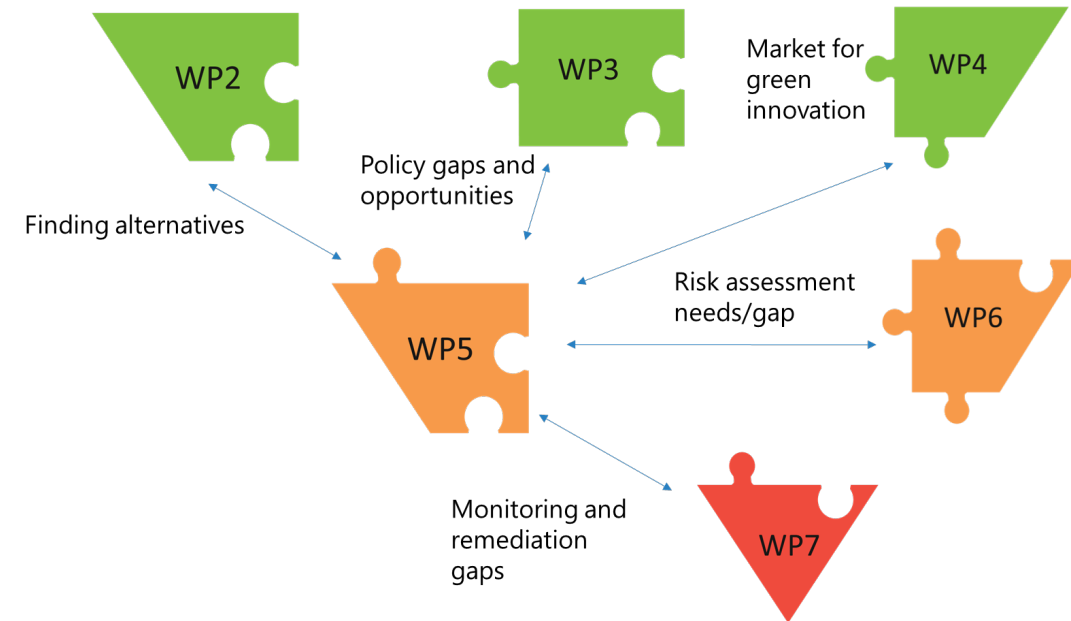 WP2
WP3
Market for
green
innovation
WP4
Policy gaps and
opportunities
Finding alternatives
Risk assessment
needs/gap
WP6
WP5
Monitoring and
remediation
gaps
WP7